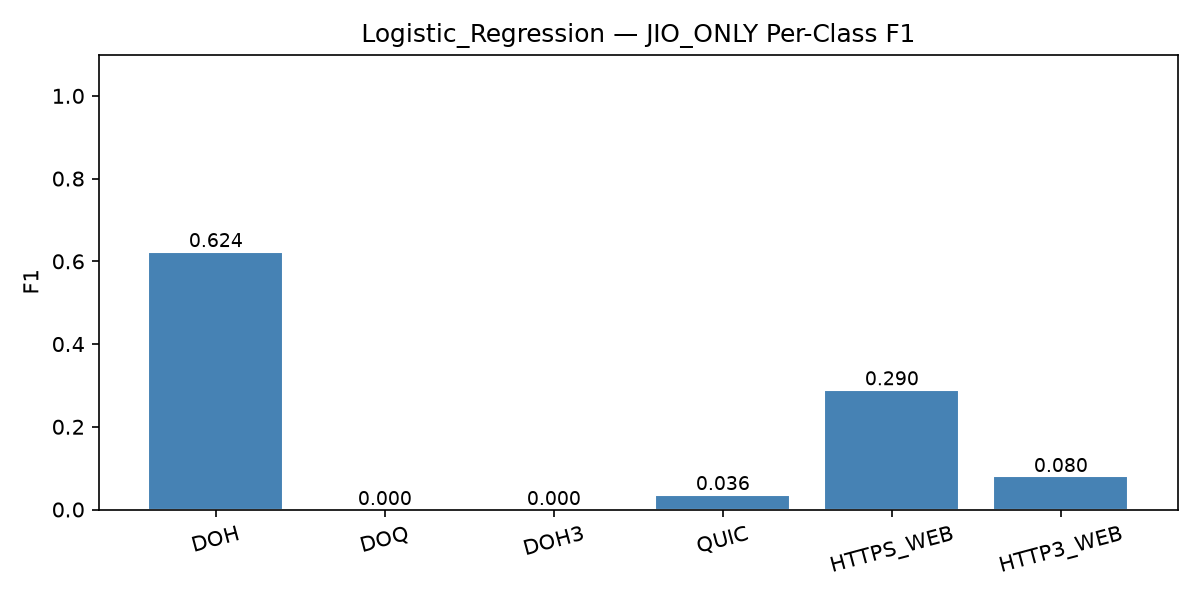 Logistic_Regression — JIO_ONLY Per-Class F1
F1
1.0
0.8
0.6
0.4
0.2
0.0
0.624
0.000
0.000
0.036
0.290
0.080
DOH
DOQ
DOH3
QUIC
HTTPS_WEB
HTTP3_WEB